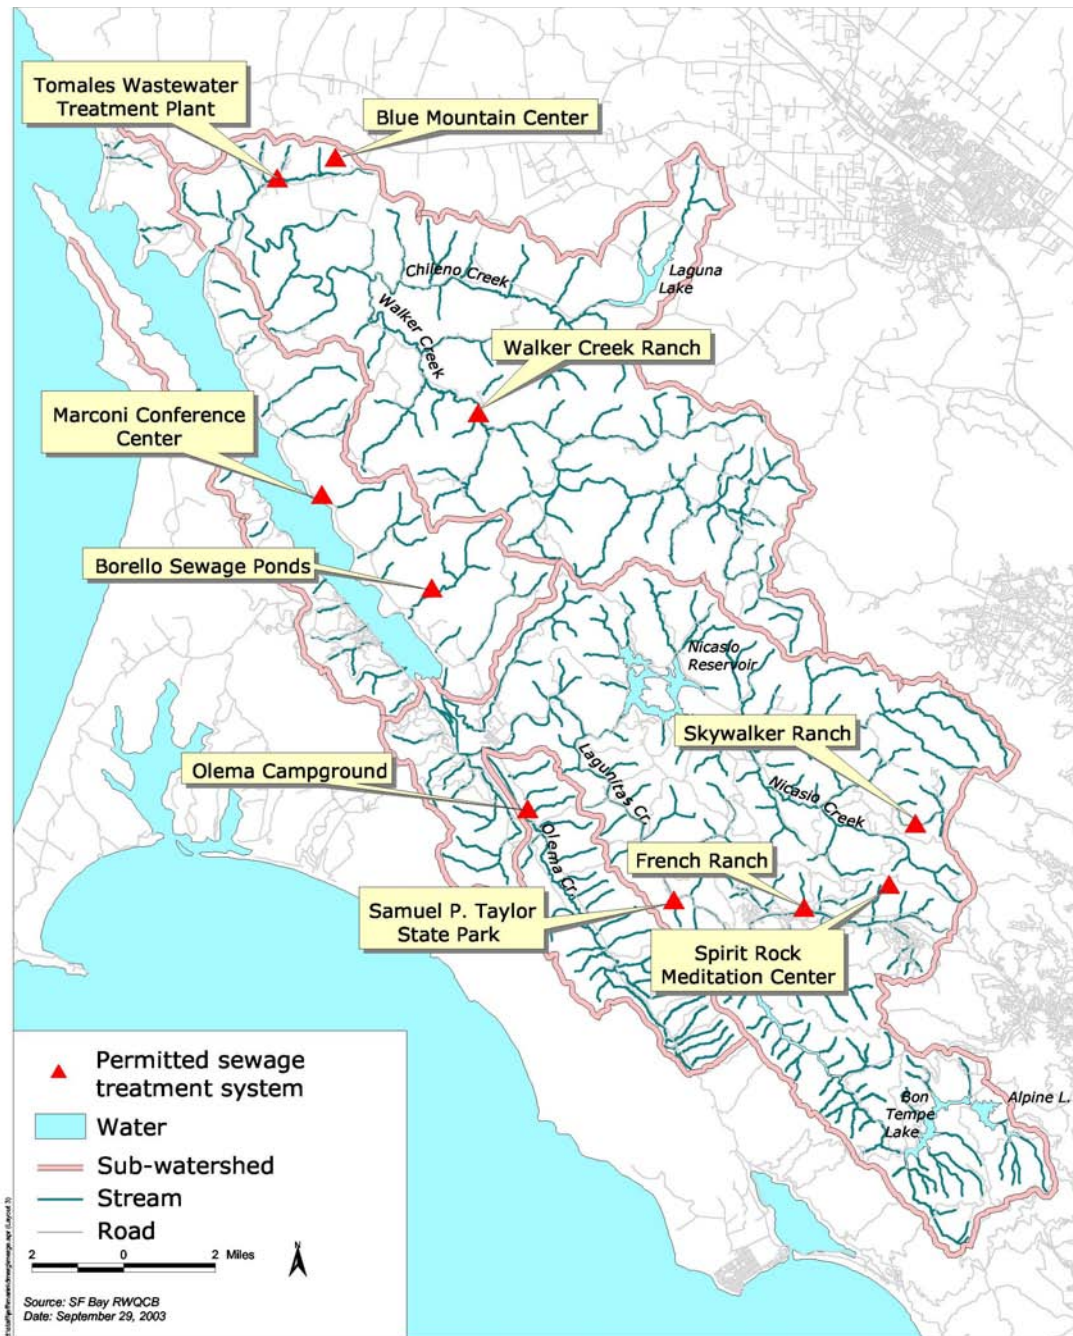 Tomales Wastewater
Treatment Plant
Blue Mountain Center
Chileno Creek
Laguna
Lake
Walker Creek
Walker Creek Ranch
Marconi Conference
Center
Borello Sewage Ponds
Nicasio
Reservoir
Skywalker Ranch
Olema Campground
Lagunitas Cr.
Nicasio Creek
Olema Cr.
French Ranch
Samuel P. Taylor
State Park
Spirit Rock
Meditation Center
Bon
Tempe
Lake
Alpine L.
Permitted sewage
treatment system
Water
Sub-watershed
Stream
Road
2 0 2 Miles
N
Source: SF Bay RWQCB
Date: September 29, 2003